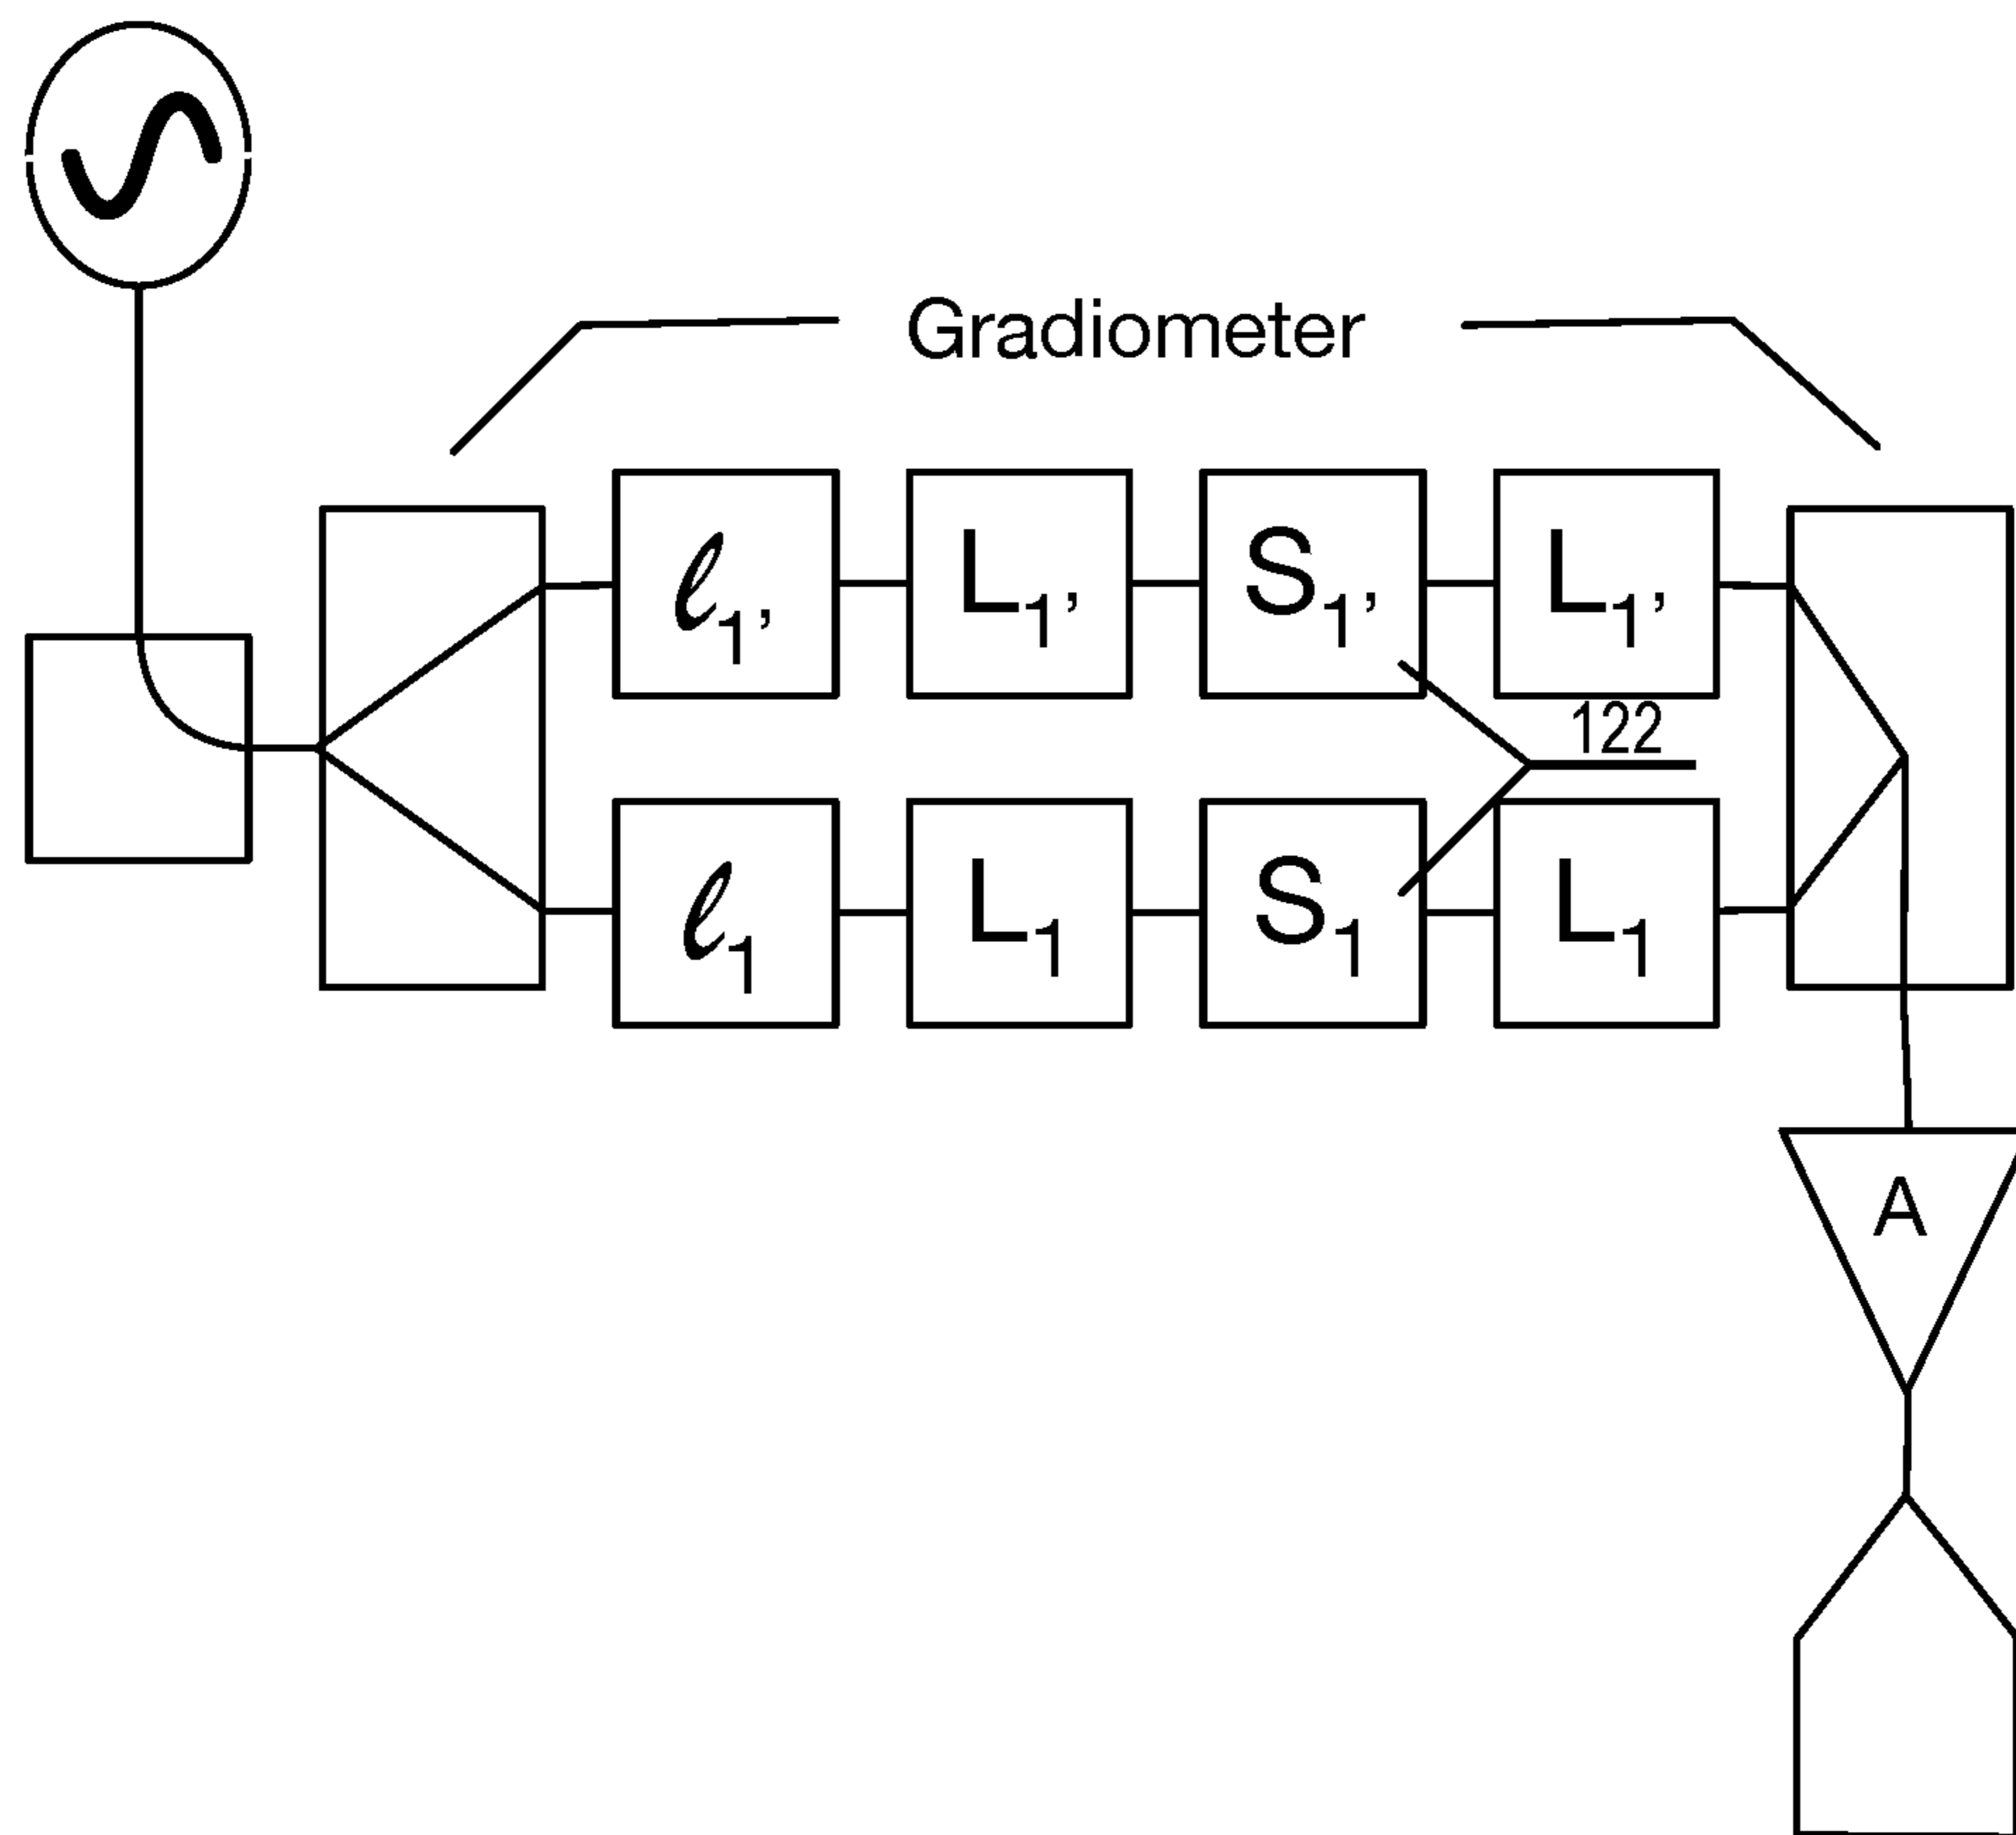 Gradiometer
ℓ1, L1, S1, L1,
122
ℓ1 L1 S1 L1
A